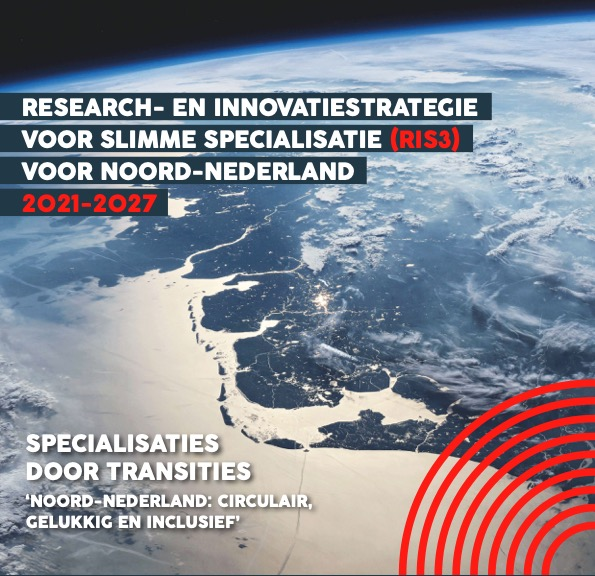 RESEARCH- EN INNOVATIESTRATEGIE
VOOR SLIMME SPECIALISATIE (RIS3)
VOOR NOORD-NEDERLAND
2021-2027
SPECIALISATIES
DOOR TRANSITIES
‘NOORD-NEDERLAND: CIRCULAIR,
GELUKKIG EN INCLUSIEF’